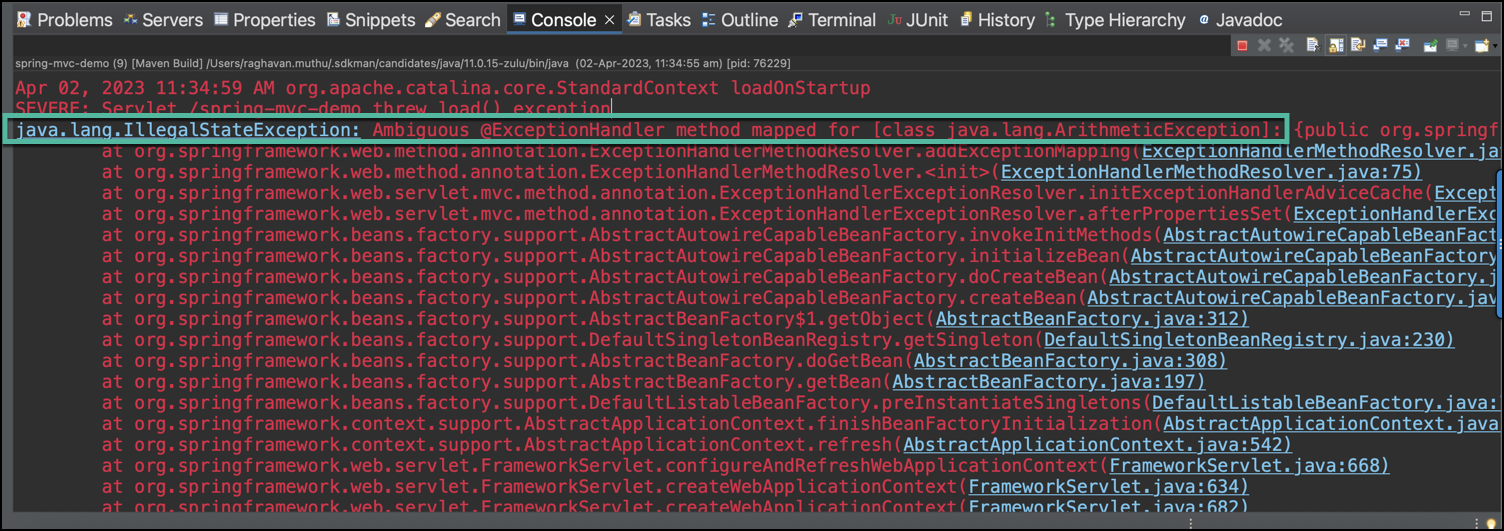 Problems Servers Properties Snippets Search Console Tasks Outline Terminal JUnit History Type Hierarchy Javadoc
spring-mvc-demo (9) [Maven Build] /Users/raghavan.muthu/.sdkman/candidates/java/11.0.15-zulu/bin/java (02-Apr-2023, 11:34:55 am) [pid: 76229]
Apr 02, 2023 11:34:59 AM org.apache.catalina.core.StandardContext loadOnStartup
SEVERE: Servlet /spring-mvc-demo threw load() exception
java.lang.IllegalStateException: Ambiguous @ExceptionHandler method mapped for [class java.lang.ArithmeticException]: {public org.springf
at org.springframework.web.method.annotation.ExceptionHandlerMethodResolver.addExceptionMapping(ExceptionHandlerMethodResolver.ja
at org.springframework.web.method.annotation.ExceptionHandlerMethodResolver.<init>(ExceptionHandlerMethodResolver.java:75)
at org.springframework.web.servlet.mvc.method.annotation.ExceptionHandlerExceptionResolver.initExceptionHandlerAdviceCache(Except
at org.springframework.web.servlet.mvc.method.annotation.ExceptionHandlerExceptionResolver.afterPropertiesSet(ExceptionHandlerExc
at org.springframework.beans.factory.support.AbstractAutowireCapableBeanFactory.invokeInitMethods(AbstractAutowireCapableBeanFact
at org.springframework.beans.factory.support.AbstractAutowireCapableBeanFactory.initializeBean(AbstractAutowireCapableBeanFactory
at org.springframework.beans.factory.support.AbstractAutowireCapableBeanFactory.doCreateBean(AbstractAutowireCapableBeanFactory.j
at org.springframework.beans.factory.support.AbstractAutowireCapableBeanFactory.createBean(AbstractAutowireCapableBeanFactory.jav
at org.springframework.beans.factory.support.AbstractBeanFactory$1.getObject(AbstractBeanFactory.java:312)
at org.springframework.beans.factory.support.DefaultSingletonBeanRegistry.getSingleton(DefaultSingletonBeanRegistry.java:230)
at org.springframework.beans.factory.support.AbstractBeanFactory.doGetBean(AbstractBeanFactory.java:308)
at org.springframework.beans.factory.support.AbstractBeanFactory.getBean(AbstractBeanFactory.java:197)
at org.springframework.beans.factory.support.DefaultListableBeanFactory.preInstantiateSingletons(DefaultListableBeanFactory.java:
at org.springframework.context.support.AbstractApplicationContext.finishBeanFactoryInitialization(AbstractApplicationContext.java
at org.springframework.context.support.AbstractApplicationContext.refresh(AbstractApplicationContext.java:542)
at org.springframework.web.servlet.FrameworkServlet.configureAndRefreshWebApplicationContext(FrameworkServlet.java:668)
at org.springframework.web.servlet.FrameworkServlet.createWebApplicationContext(FrameworkServlet.java:634)
at org.springframework.web.servlet.FrameworkServlet.createWebApplicationContext(FrameworkServlet.java:682)